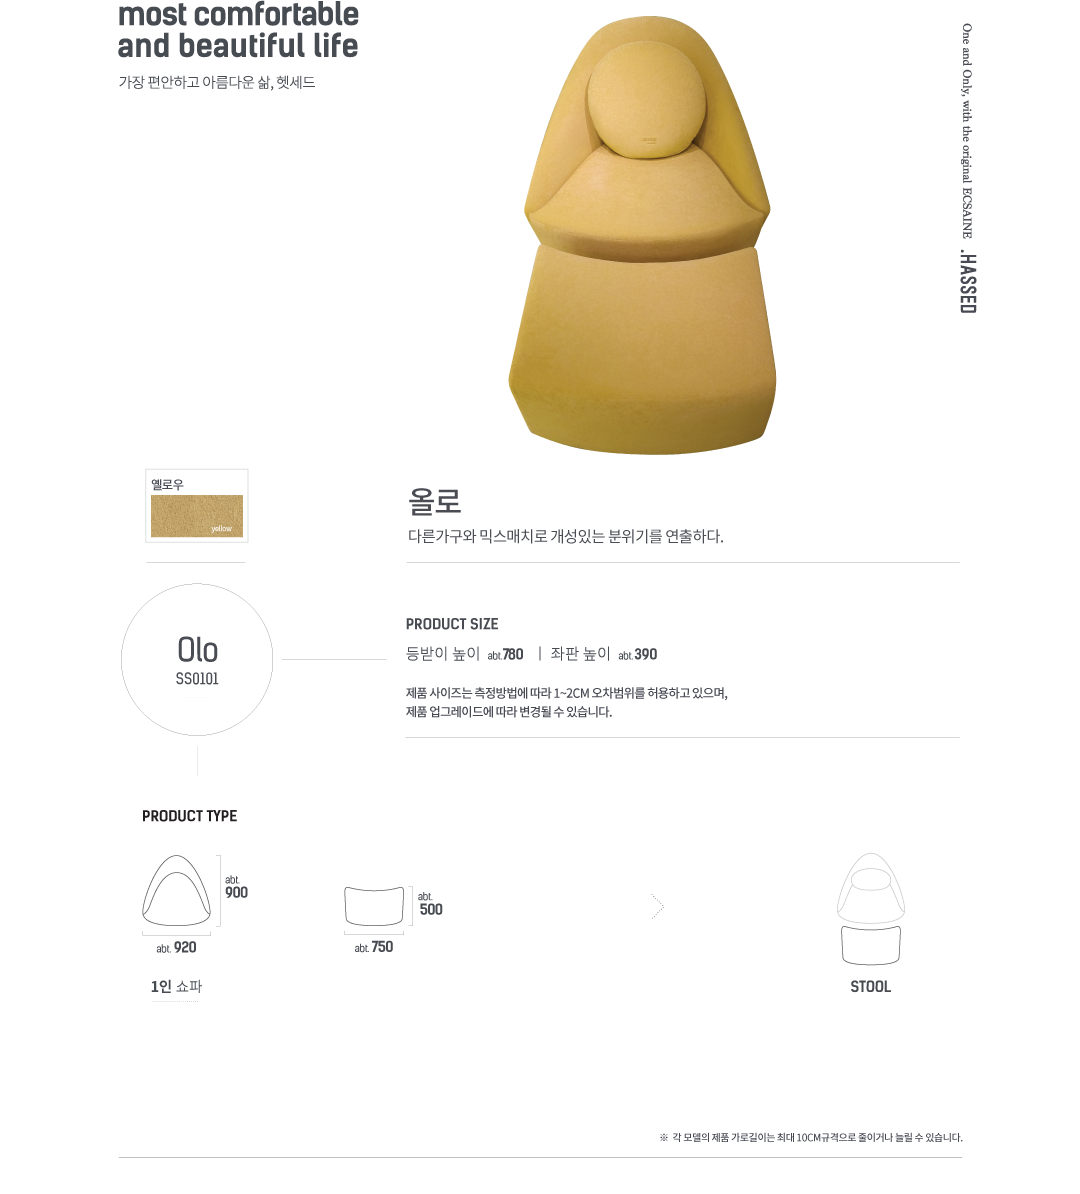 most comfortable
and beautiful life
가장 편안하고 아름다운 삶, 헷세드
One and Only, with the original ECSAINE .HASSED
옐로우
yellow
올로
다른가구와 믹스매치로 개성있는 분위기를 연출하다.
Olo
SS0101
PRODUCT SIZE
등받이 높이 abt.780 | 좌판 높이 abt.390
제품 사이즈는 측정방법에 따라 1~2CM 오차범위를 허용하고 있으며,
제품 업그레이드에 따라 변경될 수 있습니다.
PRODUCT TYPE
abt.
900
abt. 920
1인 쇼파
abt.
500
abt. 750
STOOL
※ 각 모델의 제품 가로길이는 최대 10CM규격으로 줄이거나 늘릴 수 있습니다.